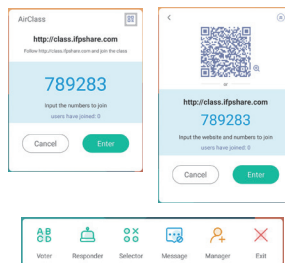 AirClass
http://class.ifpshare.com
Follow http://class.ifpshare.com and join the class
789283
Input the numbers to join
users have joined: 0
Cancel
Enter
or
http://class.ifpshare.com
789283
Input the website and numbers to join
users have joined: 0
Cancel
Enter
AB
CD
Voter
Responder
Selector
Message
Manager
Exit